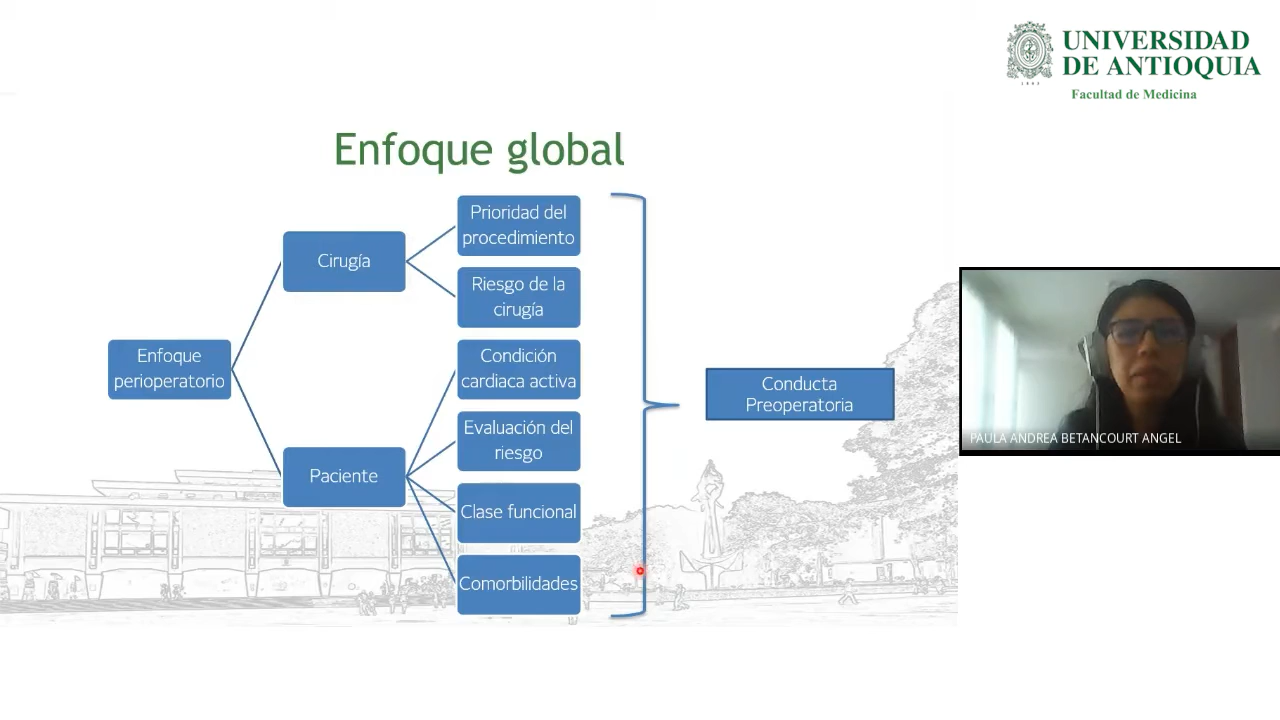 UNIVERSIDAD
DE ANTIOQUIA
1803
Facultad de Medicina
Enfoque global
Prioridad del
procedimiento
Cirugía
Riesgo de la
cirugía
Enfoque
perioperatorio
Condición
cardiaca activa
Conducta
Preoperatoria
Evaluación del
riesgo
Paciente
Clase funcional
Comorbilidades
PAULA ANDREA BETANCOURT ANGEL